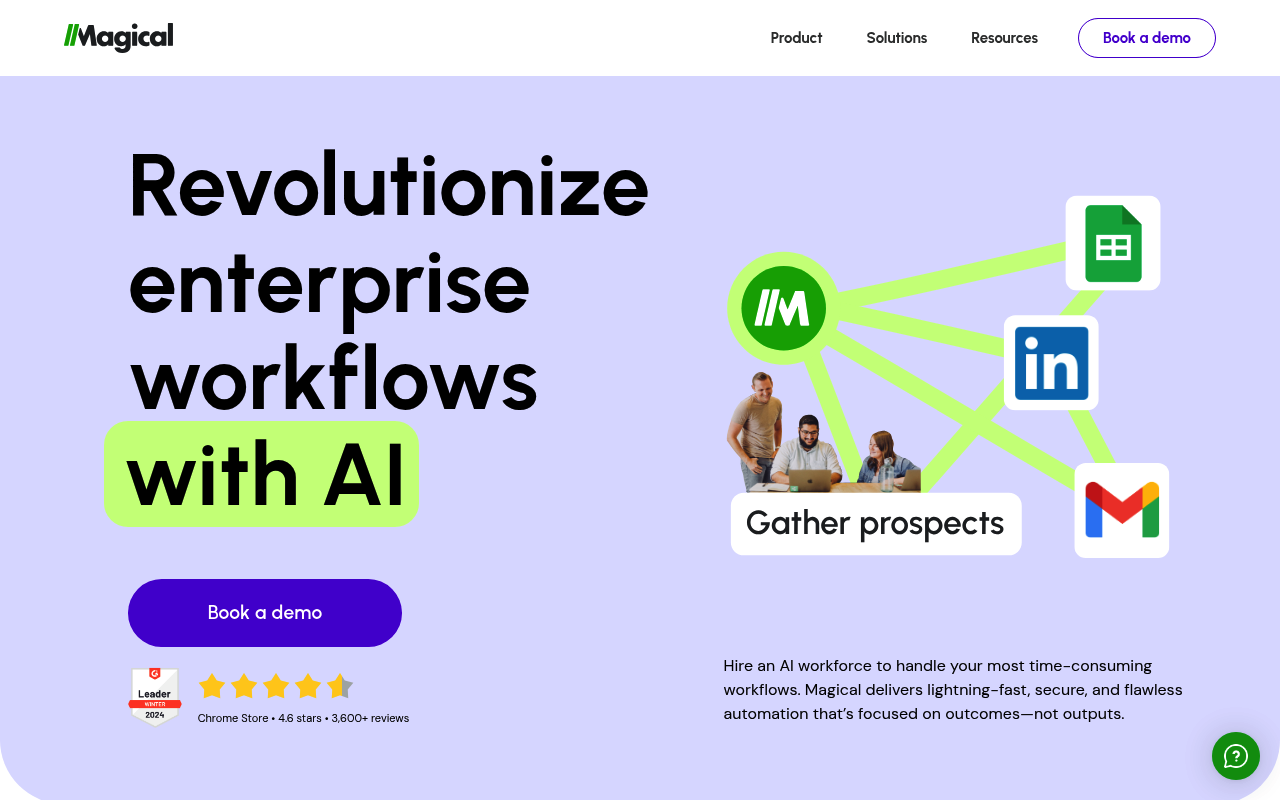 Magical
Product
Solutions
Resources
Book a demo
Revolutionize
enterprise
workflows
with AI
Gather prospects
Book a demo
Leader
WINTER
2024
Chrome Store • 4.6 stars • 3,600+ reviews
Hire an AI workforce to handle your most time-consuming
workflows. Magical delivers lightning-fast, secure, and flawless
automation that’s focused on outcomes—not outputs.